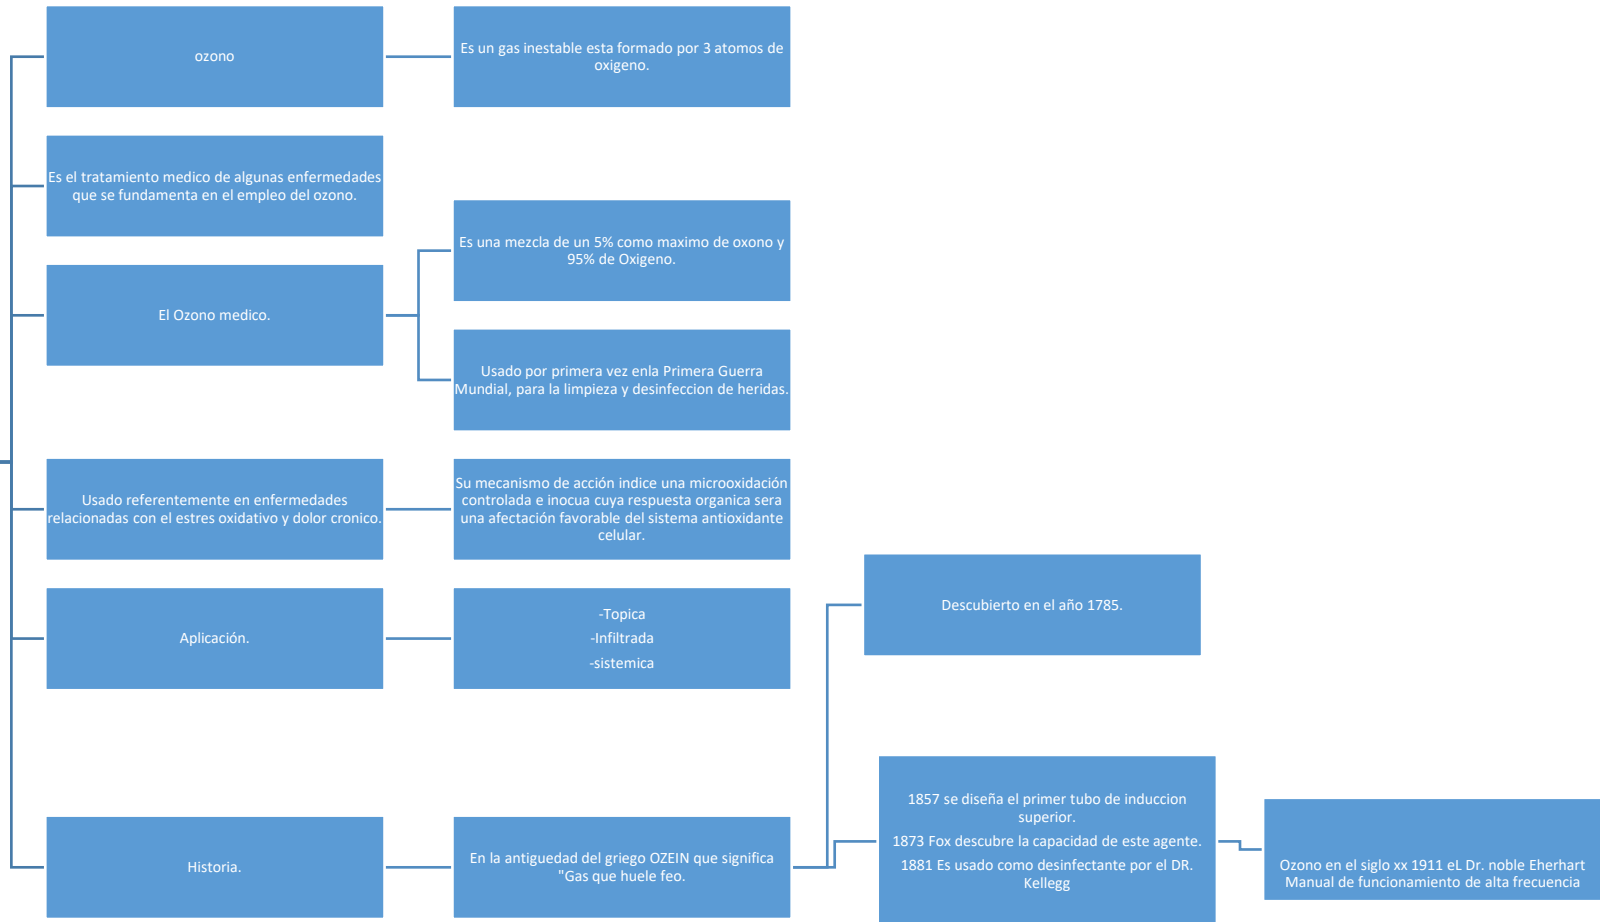 ozono
Es un gas inestable esta formado por 3 atomos de
oxigeno.
Es el tratamiento medico de algunas enfermedades
que se fundamenta en el empleo del ozono.
El Ozono medico.
Es una mezcla de un 5% como maximo de oxono y
95% de Oxigeno.
Usado por primera vez enla Primera Guerra
Mundial, para la limpieza y desinfeccion de heridas.
Usado referentemente en enfermedades
relacionadas con el estres oxidativo y dolor cronico.
Su mecanismo de acción indice una microoxidación
controlada e inocua cuya respuesta organica sera
una afectación favorable del sistema antioxidante
celular.
Aplicación.
-Topica
-Infiltrada
-sistemica
Historia.
En la antiguedad del griego OZEIN que significa
"Gas que huele feo.
Descubierto en el año 1785.
1857 se diseña el primer tubo de induccion
superior.
1873 Fox descubre la capacidad de este agente.
1881 Es usado como desinfectante por el DR.
Kellegg
Ozono en el siglo xx 1911 eL Dr. noble Eherhart
Manual de funcionamiento de alta frecuencia